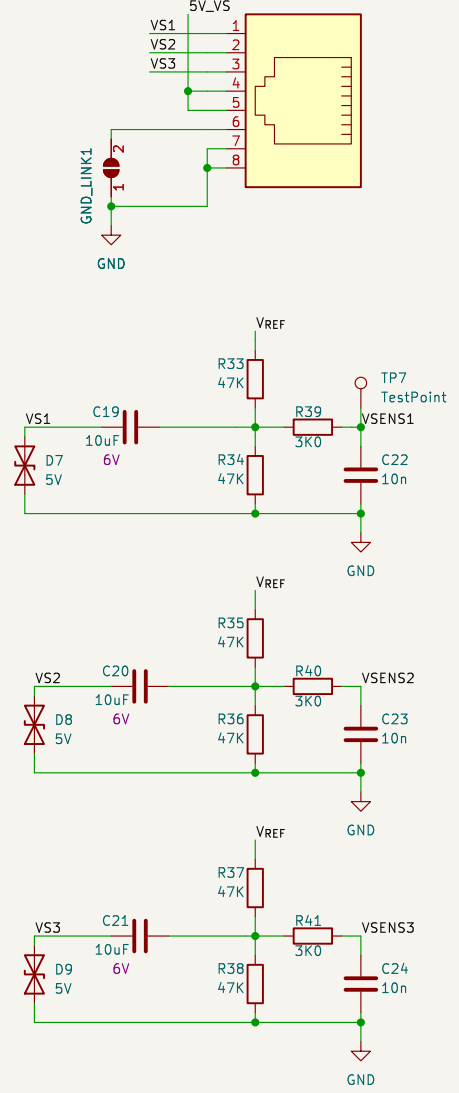 5V_VS
VS1 1
VS2 2
VS3 3
4
5
6
7
8
GND_LINK1 2 1
GND
VREF
R33
47K
TP7
TestPoint
VS1
C19
10uF
6V
R39
3K0
VSENS1
D7
5V
R34
47K
C22
10n
GND
VREF
R35
47K
VS2
C20
10uF
6V
R40
3K0
VSENS2
D8
5V
R36
47K
C23
10n
GND
VREF
R37
47K
VS3
C21
10uF
6V
R41
3K0
VSENS3
D9
5V
R38
47K
C24
10n
GND